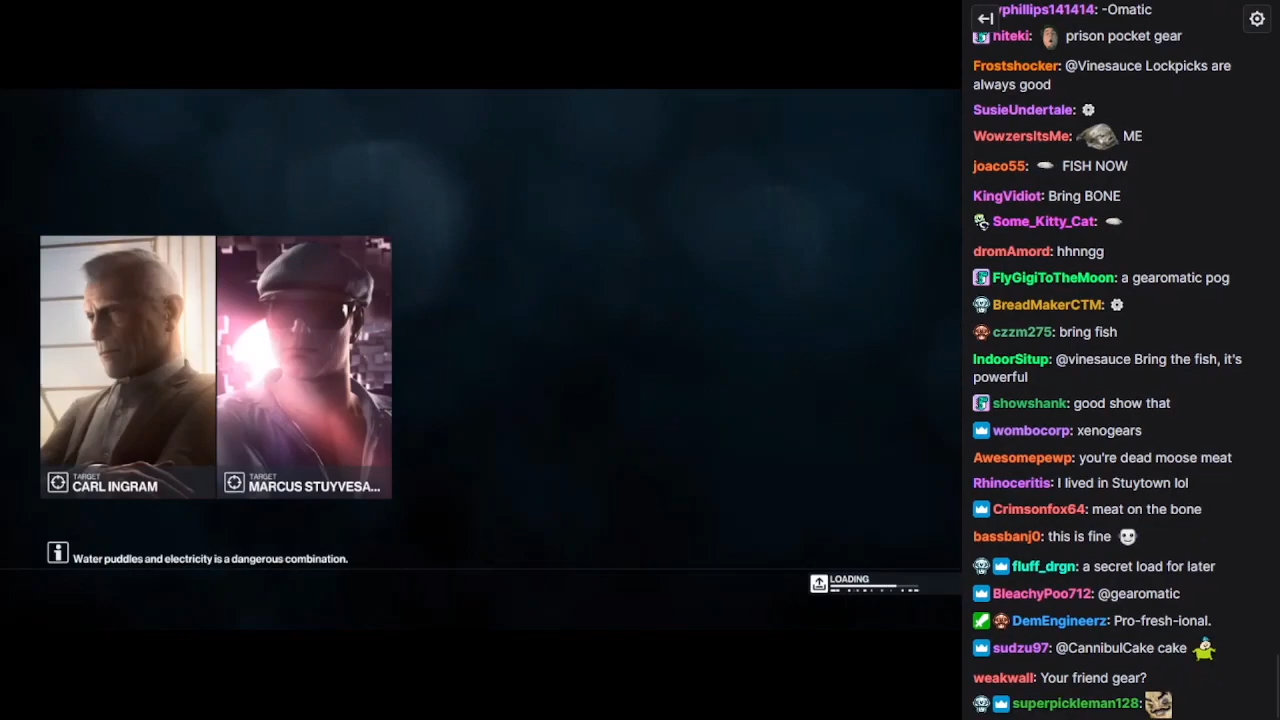 TARGET
CARL INGRAM
TARGET
MARCUS STUYVESA...
Water puddles and electricity is a dangerous combination.
LOADING
yphillips141414: -Omatic
niteki: prison pocket gear
Frostshocker: @Vinesauce Lockpicks are
always good
SusieUndertale:
WowzersItsMe: ME
joaco55: FISH NOW
KingVidiot: Bring BONE
Some_Kitty_Cat:
dromAmord: hhnngg
FlyGigiToTheMoon: a gearomatic pog
BreadMakerCTM:
czzm275: bring fish
IndoorSitup: @vinesauce Bring the fish, it's
powerful
showshank: good show that
wombocorp: xenogears
Awesomepewp: you're dead moose meat
Rhinoceritis: I lived in Stuytown lol
Crimsonfox64: meat on the bone
bassbanj0: this is fine
fluff_drgn: a secret load for later
BleachyPoo712: @gearomatic
DemEngineerz: Pro-fresh-ional.
sudzu97: @CannibulCake cake
weakwall: Your friend gear?
superpickleman128: